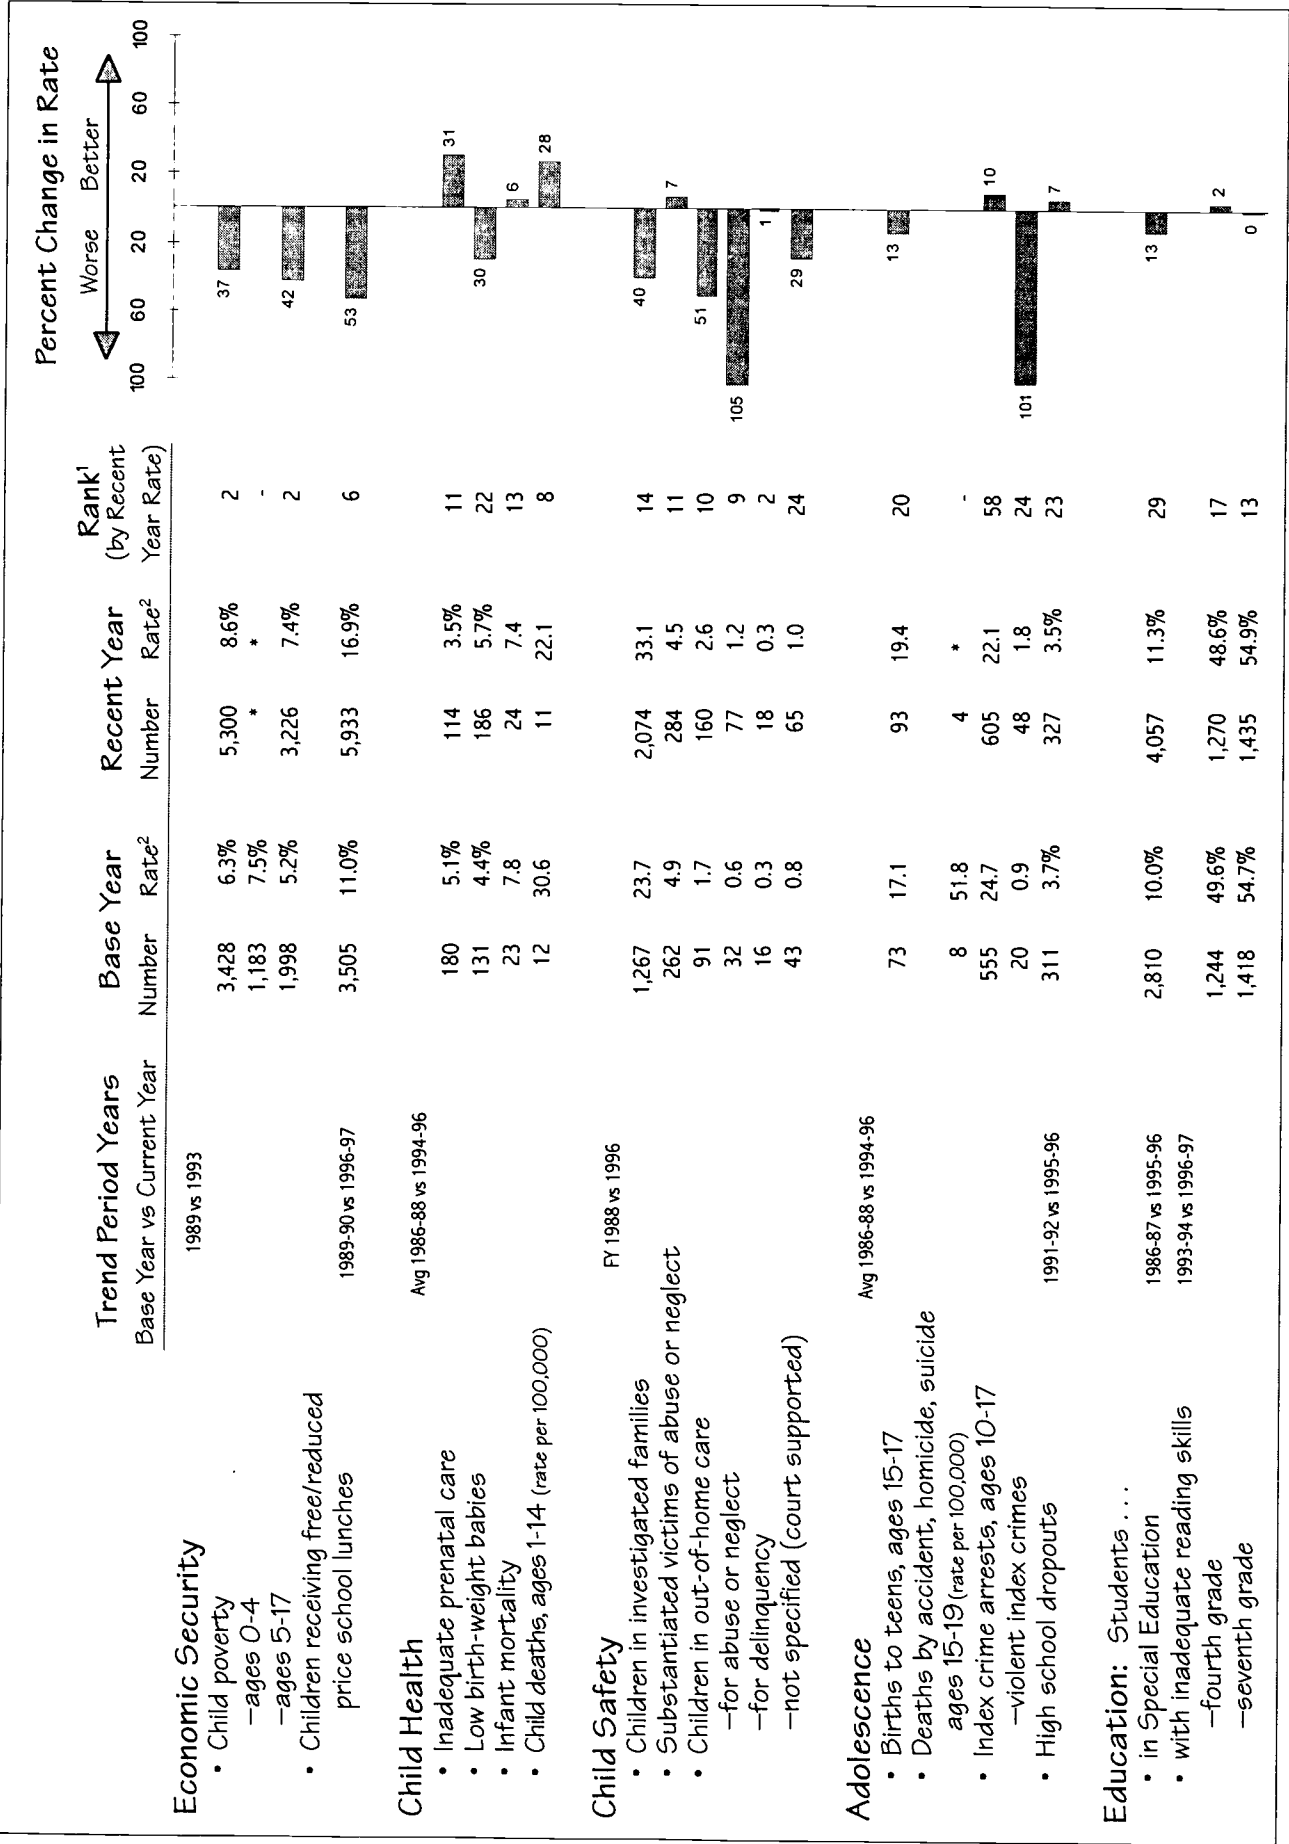 Percent Change in Rate
Worse Better
100 60 20 20 60 100
Trend Period Years Base Year Recent Year Rank¹
Base Year vs Current Year Number Rate² Number Rate² (by Recent
Year Rate)
Economic Security 1989 vs 1993
• Child poverty 3,428 6.3% 5,300 8.6% 2 37
–ages 0-4 1,183 7.5% * * -
–ages 5-17 1,998 5.2% 3,226 7.4% 2 42
• Children receiving free/reduced
price school lunches 1989-90 vs 1996-97 3,505 11.0% 5,933 16.9% 6 53
Child Health Avg 1986-88 vs 1994-96
• Inadequate prenatal care 180 5.1% 114 3.5% 11 31
• Low birth-weight babies 131 4.4% 186 5.7% 22 30
• Infant mortality 23 7.8 24 7.4 13 6
• Child deaths, ages 1-14 (rate per 100,000) 12 30.6 11 22.1 8 28
Child Safety FY 1988 vs 1996
• Children in investigated families 1,267 23.7 2,074 33.1 14 40
• Substantiated victims of abuse or neglect 262 4.9 284 4.5 11 7
• Children in out-of-home care 91 1.7 160 2.6 10 51
–for abuse or neglect 32 0.6 77 1.2 9 105
–for delinquency 16 0.3 18 0.3 2 1
–not specified (court supported) 43 0.8 65 1.0 24 29
Adolescence Avg 1986-88 vs 1994-96
• Births to teens, ages 15-17 73 17.1 93 19.4 20 13
• Deaths by accident, homicide, suicide
ages 15-19 (rate per 100,000) 8 51.8 4 * -
• Index crime arrests, ages 10-17 555 24.7 605 22.1 58 10
–violent index crimes 20 0.9 48 1.8 24 101
• High school dropouts 1991-92 vs 1995-96 311 3.7% 327 3.5% 23 7
Education: Students . . . .
• in Special Education 1986-87 vs 1995-96 2,810 10.0% 4,057 11.3% 29 13
• with inadequate reading skills 1993-94 vs 1996-97
–fourth grade 1,244 49.6% 1,270 48.6% 17 2
–seventh grade 1,418 54.7% 1,435 54.9% 13 0